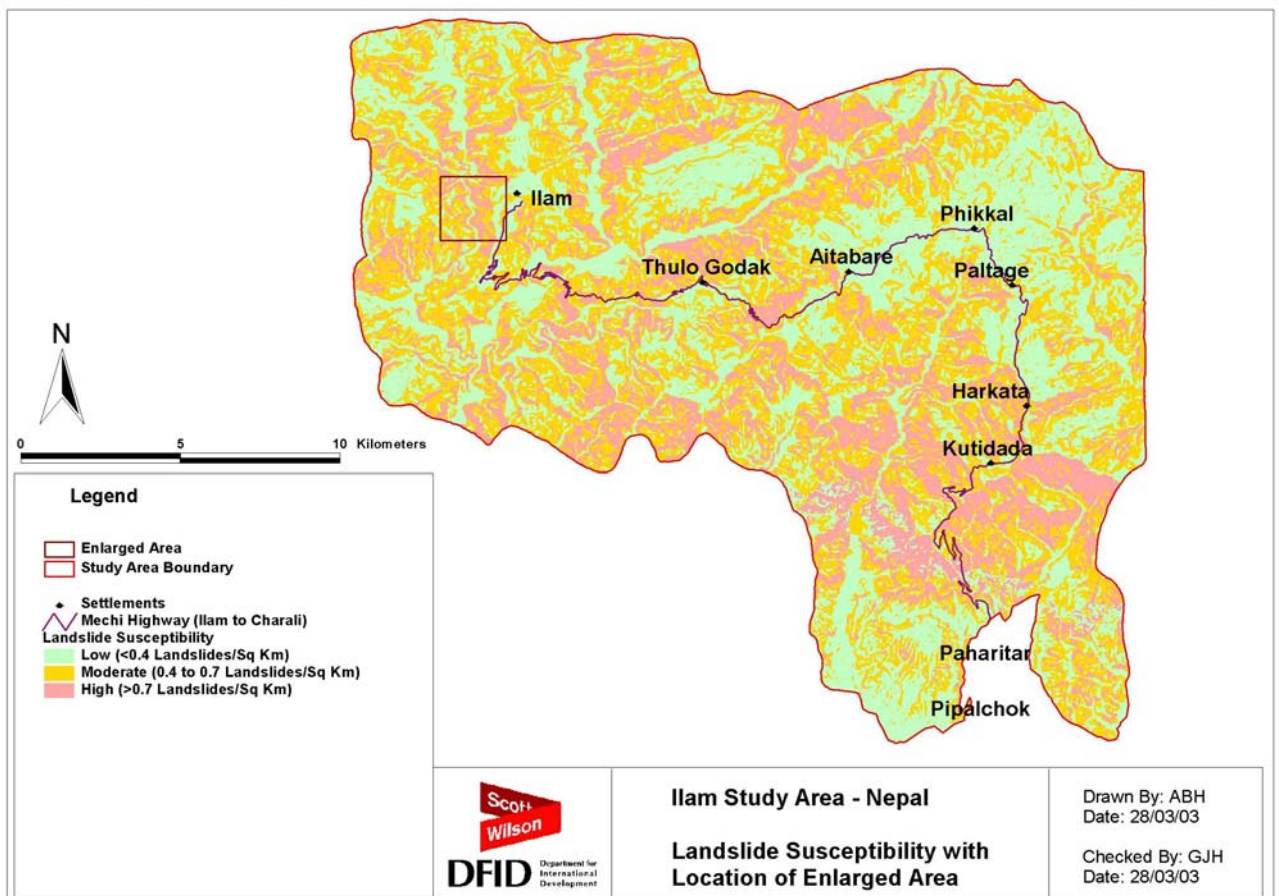 Ilam
Phikkal
Aitabare
Thulo Godak
Paltage
N
Harkata
0 5 10 Kilometers
Kutidada
Legend
Enlarged Area
Study Area Boundary
Settlements
Mechi Highway (Ilam to Charali)
Landslide Susceptibility
Low (<0.4 Landslides/Sq Km)
Moderate (0.4 to 0.7 Landslides/Sq Km)
High (>0.7 Landslides/Sq Km)
Paharitar
Pipalchok
Scott
Wilson
DFID
Department for
International
Development
Ilam Study Area - Nepal
Landslide Susceptibility with
Location of Enlarged Area
Drawn By: ABH
Date: 28/03/03
Checked By: GJH
Date: 28/03/03